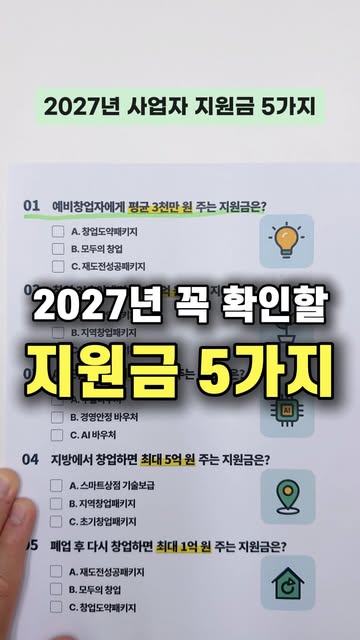 2027년 사업자 지원금 5가지
01 예비창업자에게 평균 3천만 원 주는 지원금은?
A. 창업도약패키지
B. 모두의 창업
C. 재도전성공패키지
2027년 꼭 확인할
B. 지역창업패키지
지원금 5가지
B. 경영안정 바우처
C. AI 바우처
04 지방에서 창업하면 최대 5억 원 주는 지원금은?
A. 스마트상점 기술보급
B. 지역창업패키지
C. 초기창업패키지
05 폐업 후 다시 창업하면 최대 1억 원 주는 지원금은?
A. 재도전성공패키지
B. 모두의 창업
C. 창업도약패키지